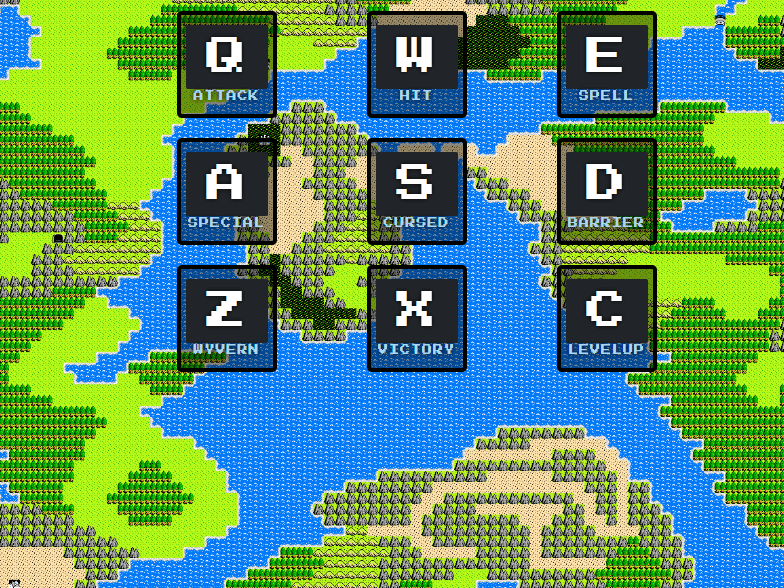 Q W E
ATTACK HIT SPELL
A S D
SPECIAL CURSED BARRIER
Z X C
WYVERN VICTORY LEVELUP